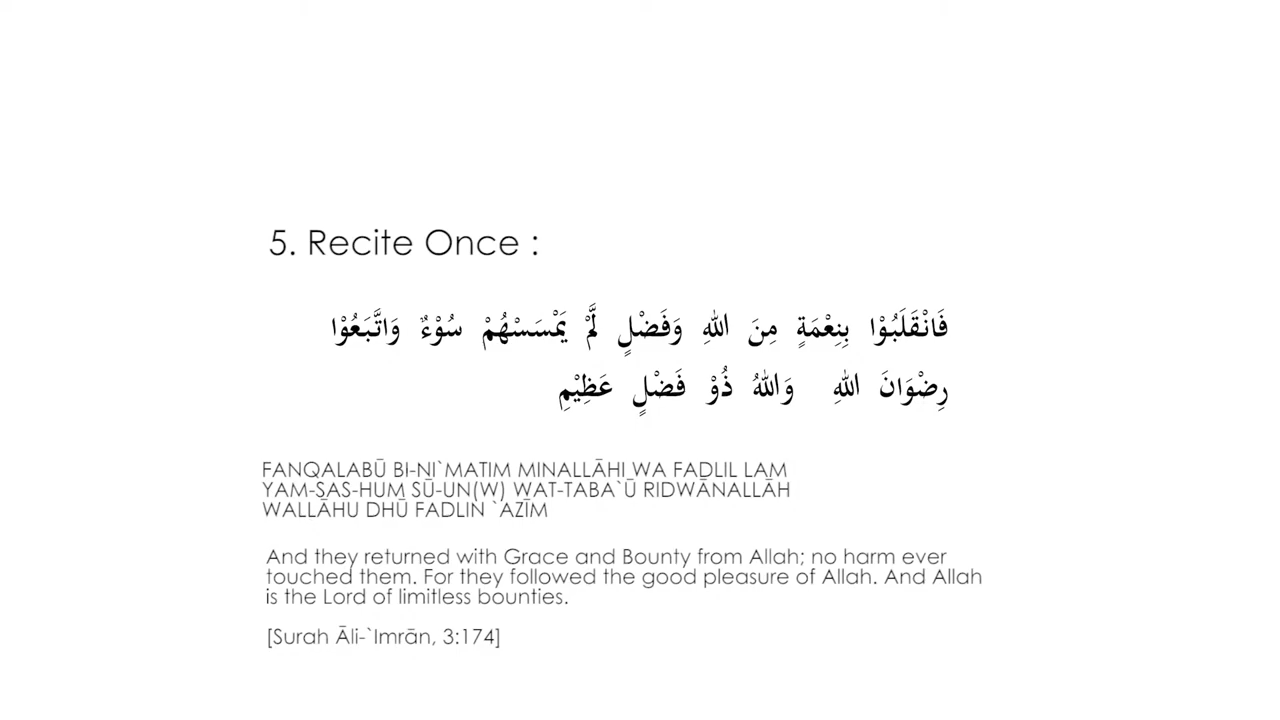 5. Recite Once :
فَانْقَلَبُوْا بِنِعْمَةٍ مِنَ اللهِ وَفَضْلٍ لَّمْ يَمْسَسْهُمْ سُوْءٌ وَاتَّبَعُوْا
رِضْوَانَ اللهِ وَاللهُ ذُوْ فَضْلٍ عَظِيْمِ
FANQALABŪ BI-NI`MATIM MINALLĀHI WA FADLIL LAM
YAM-SAS-HUM SŪ-UN(W) WAT-TABA`Ū RIDWĀNALLĀH
WALLĀHU DHŪ FADLIN `AZĪM
And they returned with Grace and Bounty from Allah; no harm ever
touched them. For they followed the good pleasure of Allah. And Allah
is the Lord of limitless bounties.
[Surah Āli-`Imrān, 3:174]